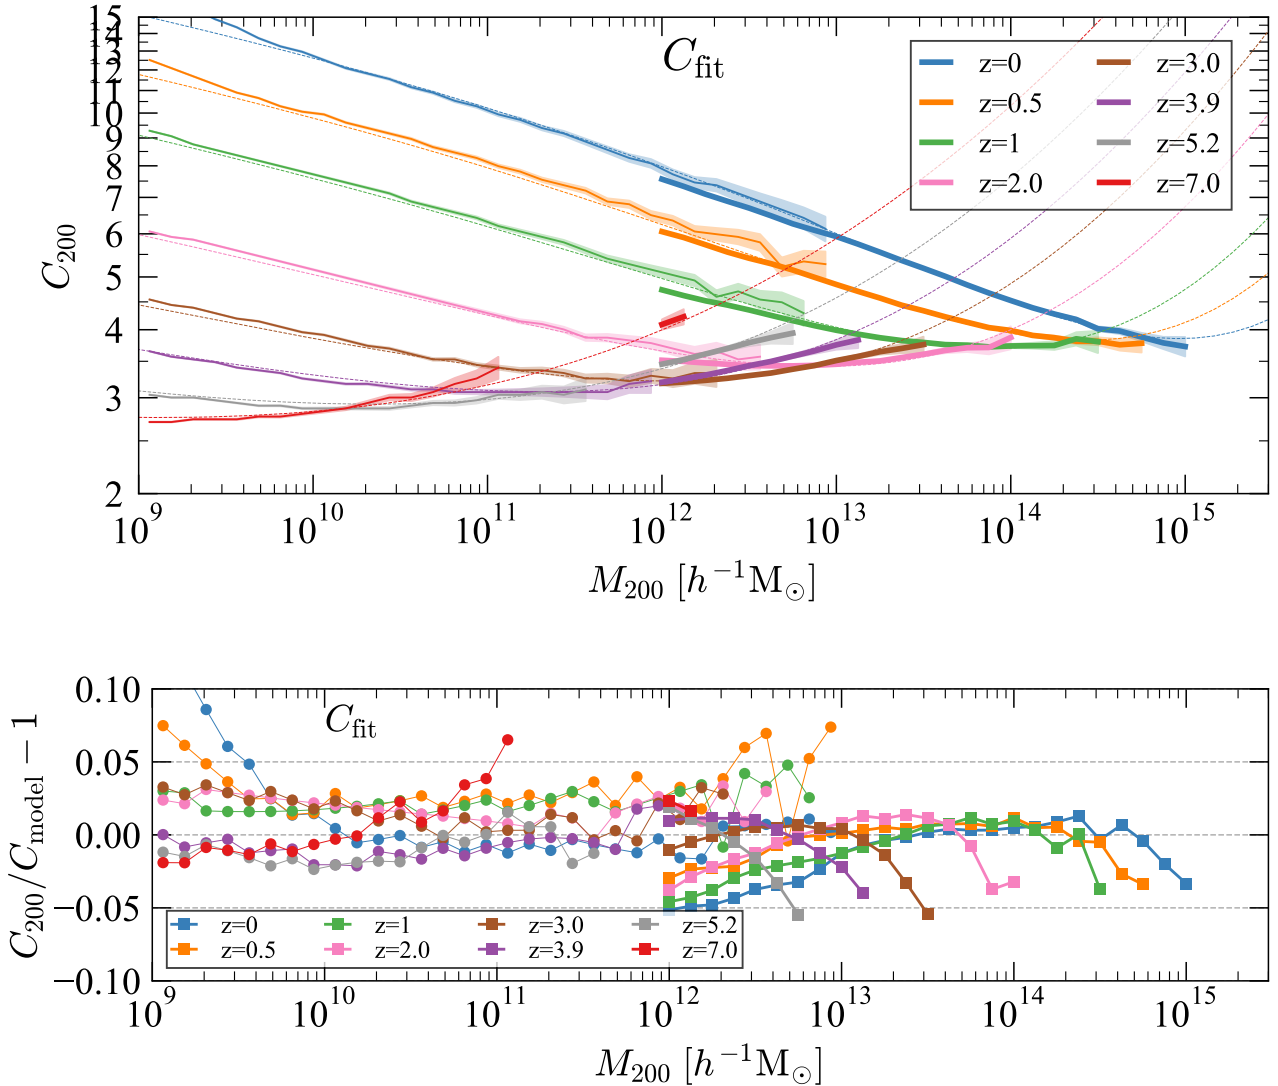 C_fit
z=0 z=3.0
z=0.5 z=3.9
z=1 z=5.2
z=2.0 z=7.0
15
14
13
12
11
10
9
8
7
6
5
4
3
2
C_200
10^9 10^10 10^11 10^12 10^13 10^14 10^15
M_200 [h^−1 M_⊙]
0.10
0.05
0.00
−0.05
−0.10
C_200/C_model − 1
C_fit
z=0 z=1 z=3.0 z=5.2
z=0.5 z=2.0 z=3.9 z=7.0
10^9 10^10 10^11 10^12 10^13 10^14 10^15
M_200 [h^−1 M_⊙]